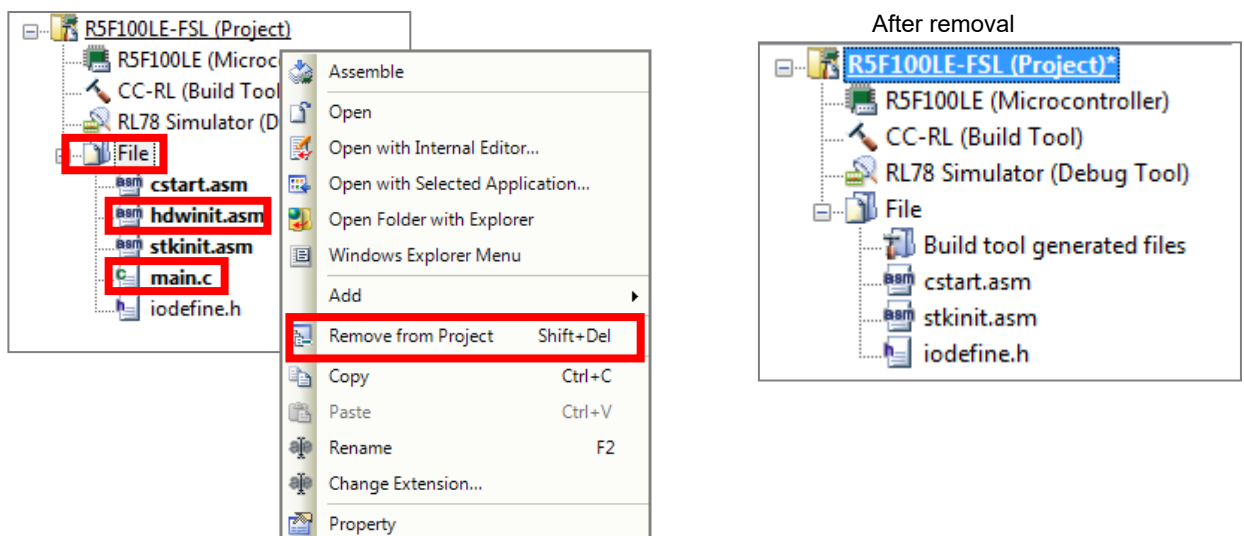 R5F100LE-FSL (Project)
R5F100LE (Microc
CC-RL (Build Tool
RL78 Simulator (D
File
cstart.asm
hdwinit.asm
stkinit.asm
main.c
iodefine.h
Assemble
Open
Open with Internal Editor...
Open with Selected Application...
Open Folder with Explorer
Windows Explorer Menu
Add
Remove from Project Shift+Del
Copy Ctrl+C
Paste Ctrl+V
Rename F2
Change Extension...
Property
After removal
R5F100LE-FSL (Project)*
R5F100LE (Microcontroller)
CC-RL (Build Tool)
RL78 Simulator (Debug Tool)
File
Build tool generated files
cstart.asm
stkinit.asm
iodefine.h